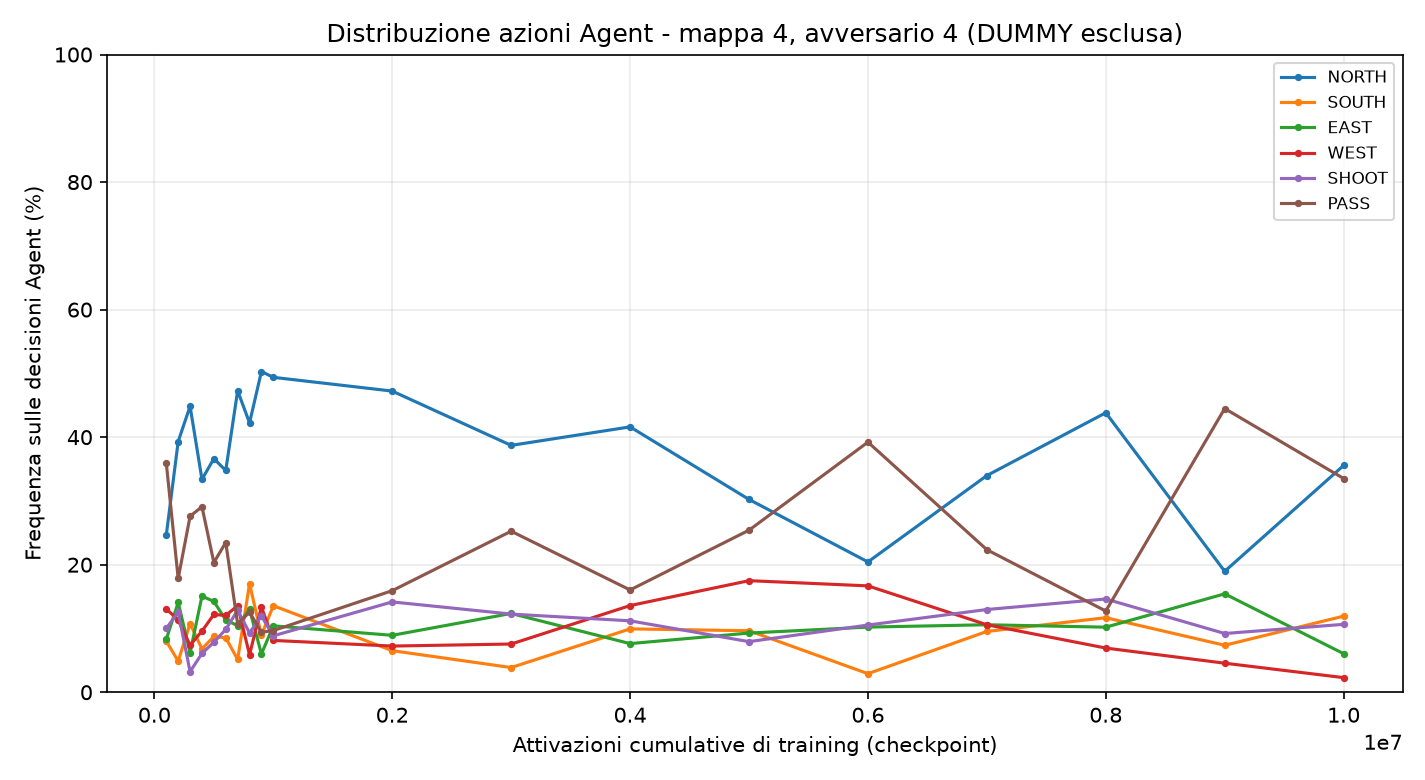 Distribuzione azioni Agent - mappa 4, avversario 4 (DUMMY esclusa)
Frequenza sulle decisioni Agent (%)
100
80
60
40
20
0
NORTH
SOUTH
EAST
WEST
SHOOT
PASS
0.0 0.2 0.4 0.6 0.8 1.0
1e7
Attivazioni cumulative di training (checkpoint)